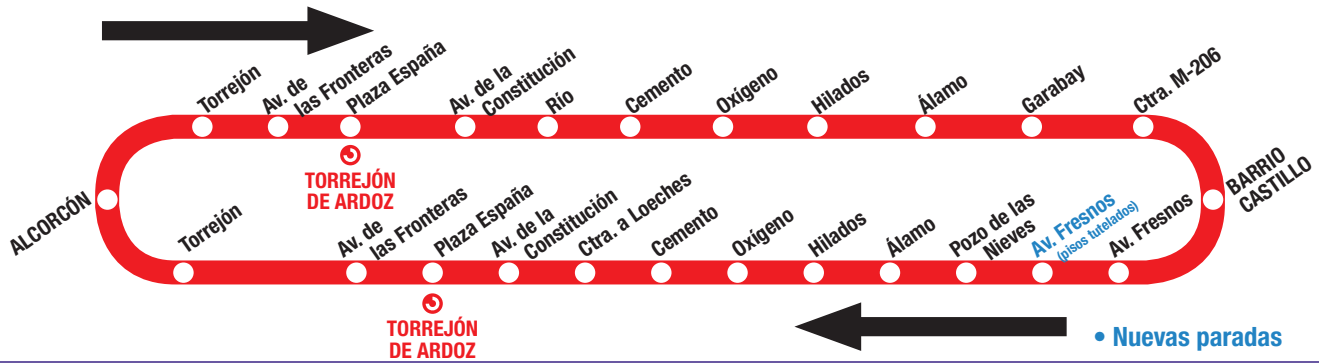 Torrejón
Av. de
las Fronteras
Plaza España
Av. de la
Constitución
Río
Cemento
Oxígeno
Hilados
Álamo
Garabay
Ctra. M-206
TORREJÓN
DE ARDOZ
ALCORCÓN
BARRIO
CASTILLO
Torrejón
Av. de
las Fronteras
Plaza España
Av. de la
Constitución
Ctra. a Loeches
Cemento
Oxígeno
Hilados
Álamo
Pozo de las
Nieves
Av. Fresnos
(pisos tutelados)
Av. Fresnos
TORREJÓN
DE ARDOZ
• Nuevas paradas